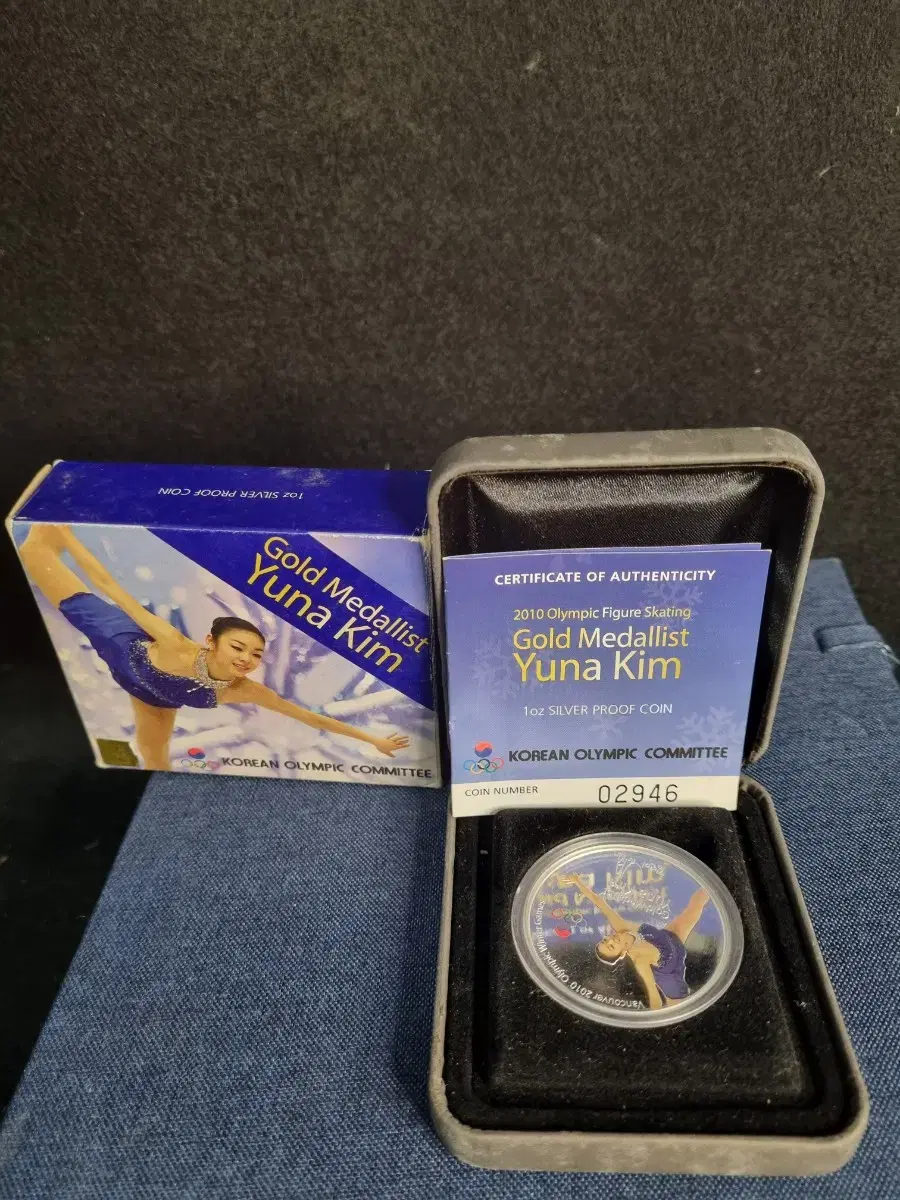 1oz SILVER PROOF COIN
Gold Medallist
Yuna Kim
KOREAN OLYMPIC COMMITTEE
CERTIFICATE OF AUTHENTICITY
2010 Olympic Figure Skating
Gold Medallist
Yuna Kim
1oz SILVER PROOF COIN
KOREAN OLYMPIC COMMITTEE
COIN NUMBER 02946
Vancouver 2010 Olympic Winter Games